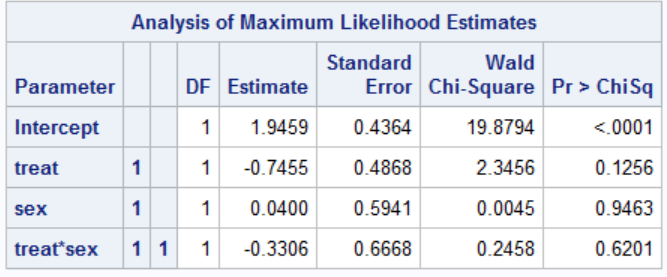 Analysis of Maximum Likelihood Estimates
Parameter DF Estimate Standard Error Wald Chi-Square Pr > ChiSq
Intercept 1 1.9459 0.4364 19.8794 <.0001
treat 1 1 -0.7455 0.4868 2.3456 0.1256
sex 1 1 0.0400 0.5941 0.0045 0.9463
treat*sex 1 1 1 -0.3306 0.6668 0.2458 0.6201